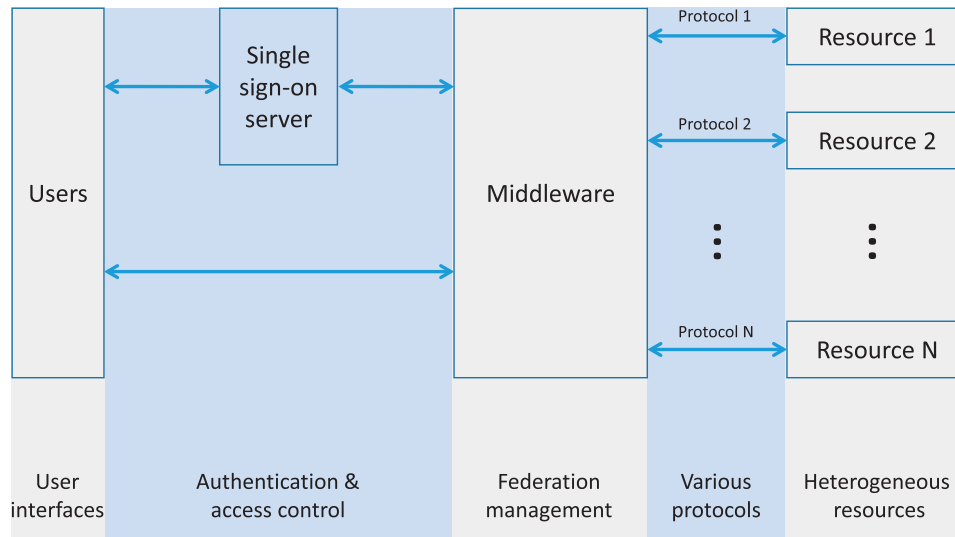 Users
Single
sign-on
server
Middleware
Protocol 1
Resource 1
Protocol 2
Resource 2
Protocol N
Resource N
User
interfaces
Authentication &
access control
Federation
management
Various
protocols
Heterogeneous
resources